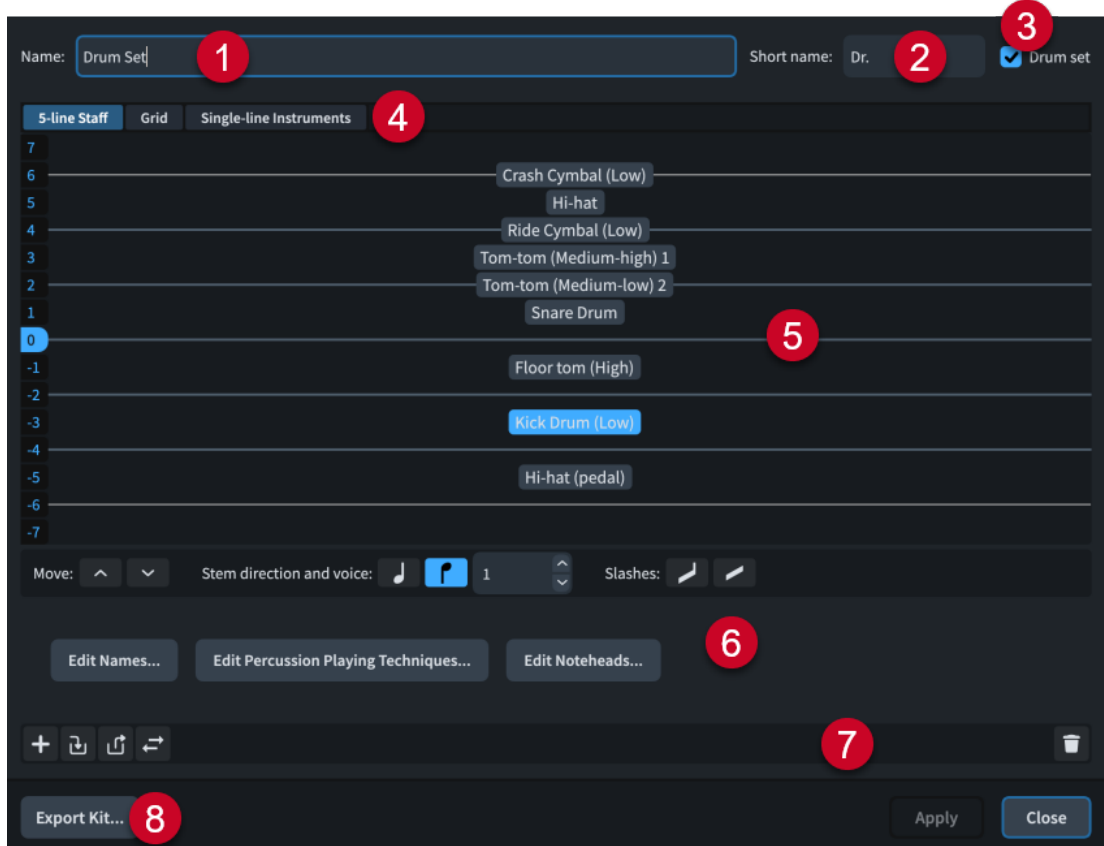 3
Name: Drum Set 1 Short name: Dr. 2 Drum set
5-line Staff Grid Single-line Instruments 4
7
6 Crash Cymbal (Low)
5 Hi-hat
4 Ride Cymbal (Low)
3 Tom-tom (Medium-high) 1
2 Tom-tom (Medium-low) 2
1 Snare Drum
0 5
-1 Floor tom (High)
-2
-3 Kick Drum (Low)
-4
-5 Hi-hat (pedal)
-6
-7
Move: Stem direction and voice: 1 Slashes:
Edit Names... Edit Percussion Playing Techniques... Edit Noteheads... 6
7
Export Kit... 8 Apply Close